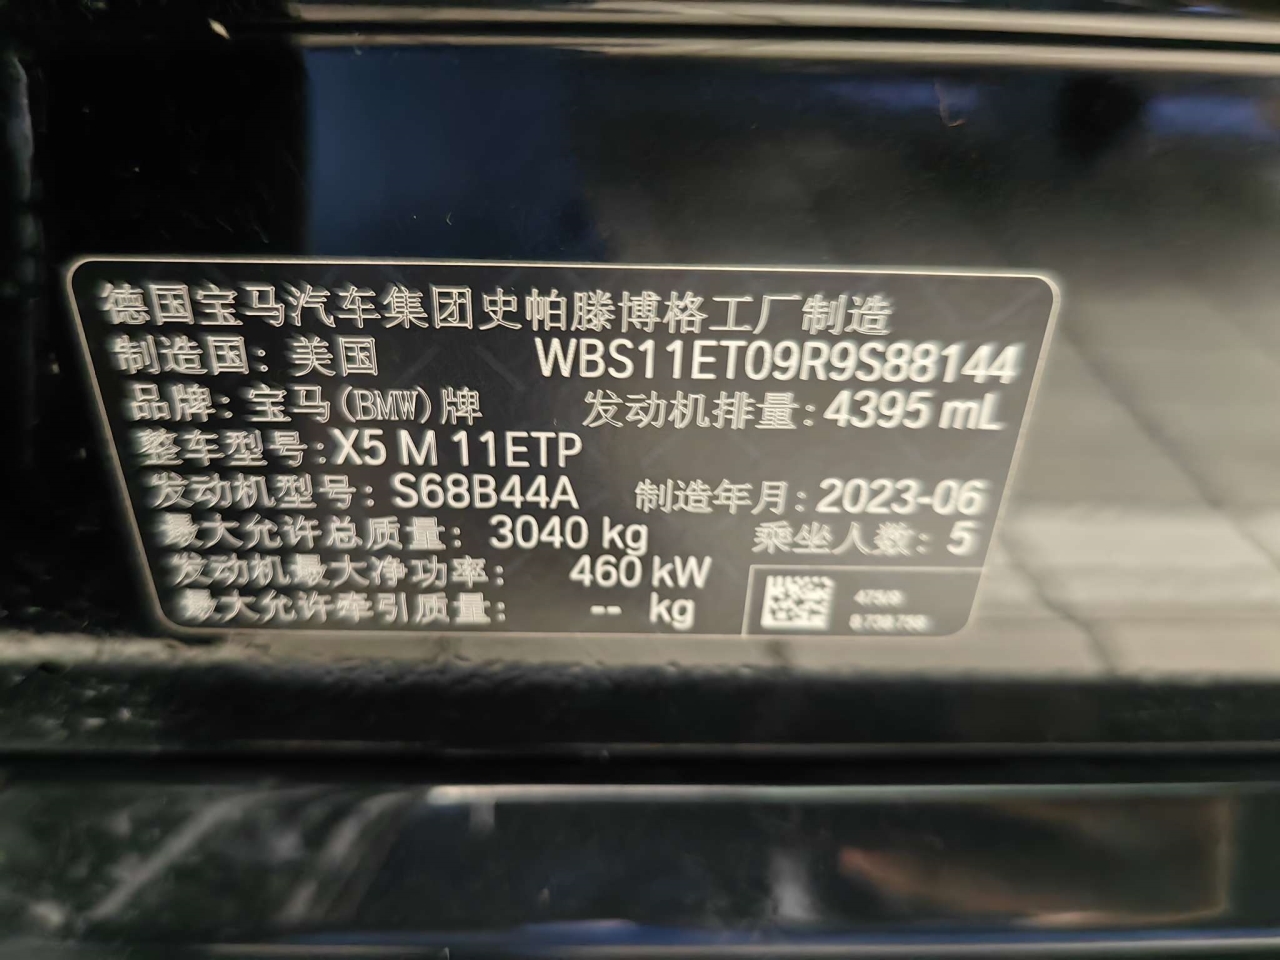 德国宝马汽车集团史帕滕博格工厂制造
制造国：美国 WBS11ET09R9S88144
品牌：宝马(BMW)牌 发动机排量：4395 mL
整车型号：X5 M 11ETP
发动机型号：S68B44A 制造年月：2023-06
最大允许总质量：3040 kg 乘坐人数：5
发动机最大净功率：460 kW
最大允许牵引质量：-- kg